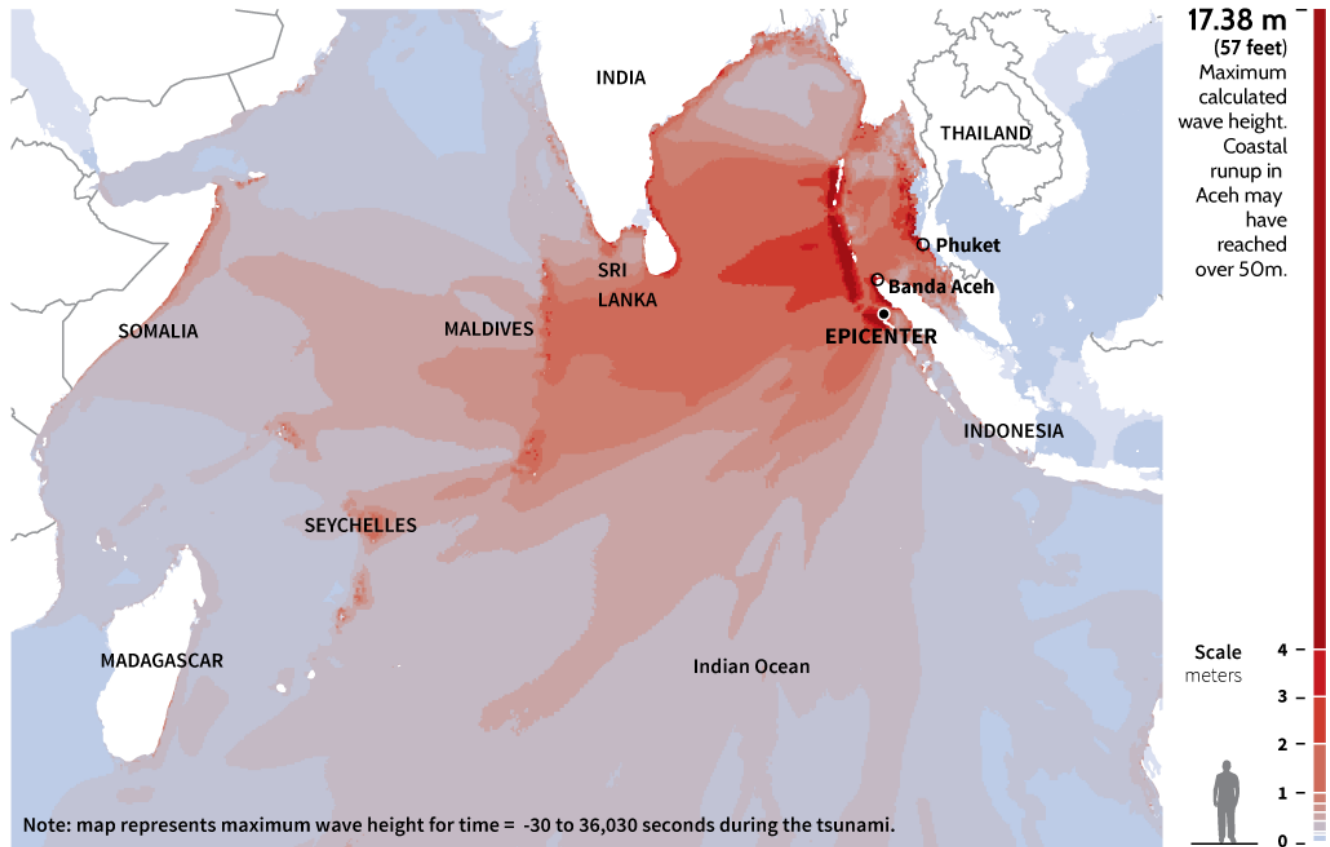 INDIA
THAILAND
Phuket
SRI
LANKA
Banda Aceh
SOMALIA
MALDIVES
EPICENTER
INDONESIA
SEYCHELLES
MADAGASCAR
Indian Ocean
Note: map represents maximum wave height for time = -30 to 36,030 seconds during the tsunami.
17.38 m
(57 feet)
Maximum
calculated
wave height.
Coastal
runup in
Aceh may
have
reached
over 50m.
Scale
meters
4
3
2
1
0